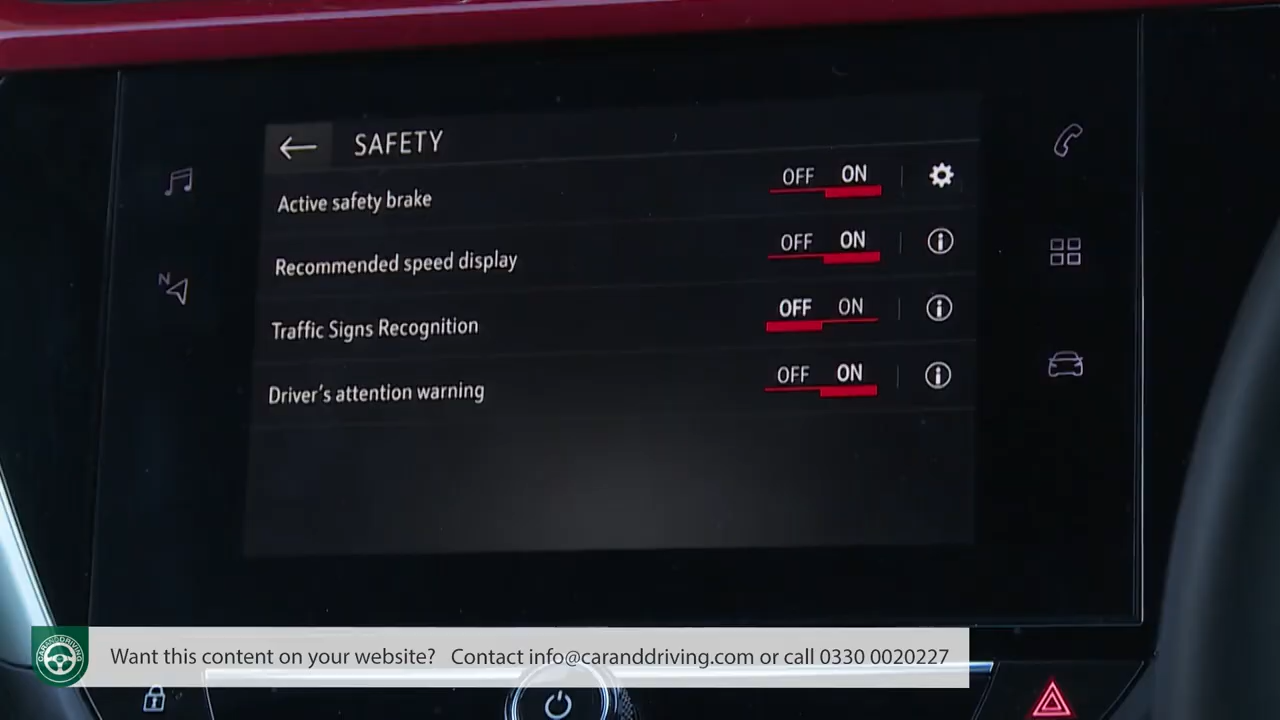 SAFETY
Active safety brake OFF ON
Recommended speed display OFF ON
Traffic Signs Recognition OFF ON
Driver's attention warning OFF ON
N
CARANDDRIVING
Want this content on your website? Contact info@caranddriving.com or call 0330 0020227